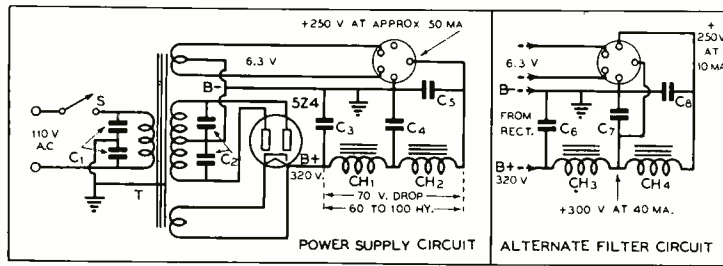 +250 V AT APPROX 50 MA
6.3 V
S
110 V
A.C
C1
T
C2
B-
5Z4
B+
320 V.
C3
C4
C5
CH1
CH2
70 V. DROP
60 TO 100 HY.
POWER SUPPLY CIRCUIT
+
250V
AT
10 MA.
6.3 V
B-
FROM
RECT.
B+
320 V
C6
C7
C8
CH3
CH4
+300 V AT 40 MA.
ALTERNATE FILTER CIRCUIT